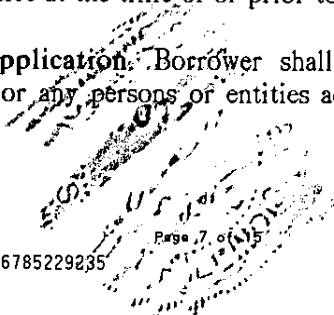 at the time of or prior to
pplication. Borrower shall
or any persons or entities ac
Page 7 of 15
6785229235